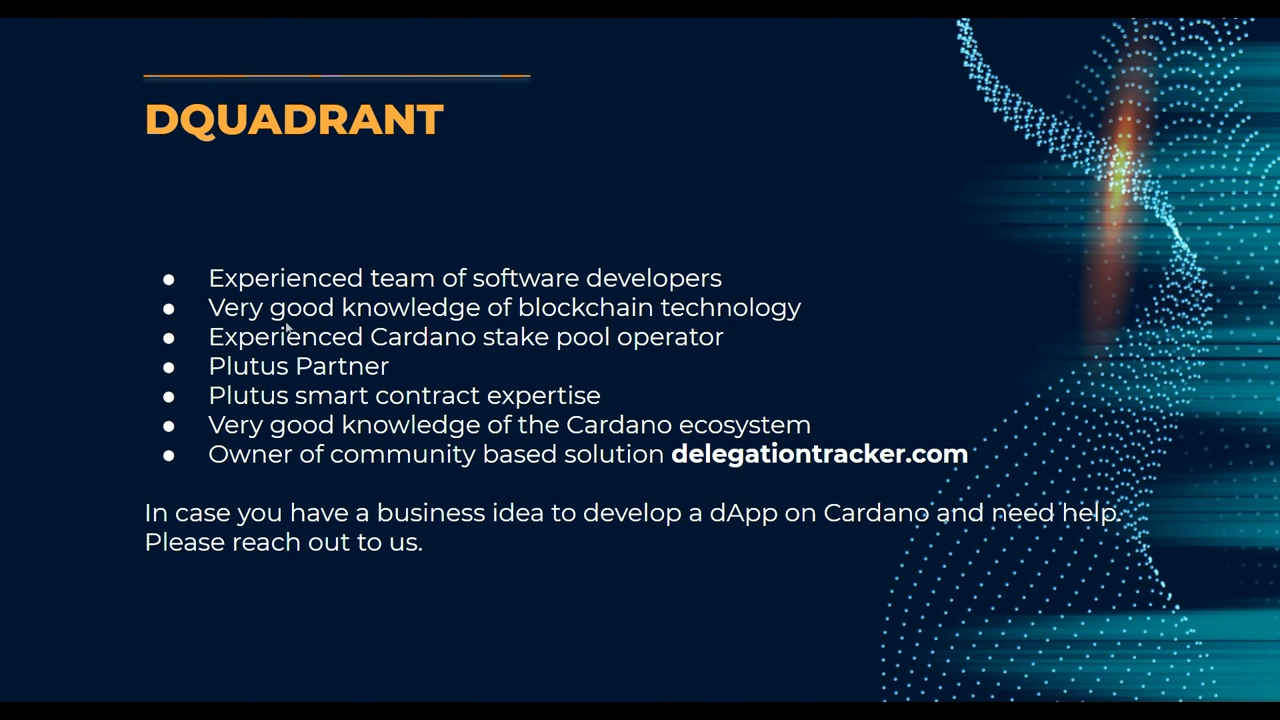 DQUADRANT
● Experienced team of software developers
● Very good knowledge of blockchain technology
● Experienced Cardano stake pool operator
● Plutus Partner
● Plutus smart contract expertise
● Very good knowledge of the Cardano ecosystem
● Owner of community based solution delegationtracker.com
In case you have a business idea to develop a dApp on Cardano and need help.
Please reach out to us.